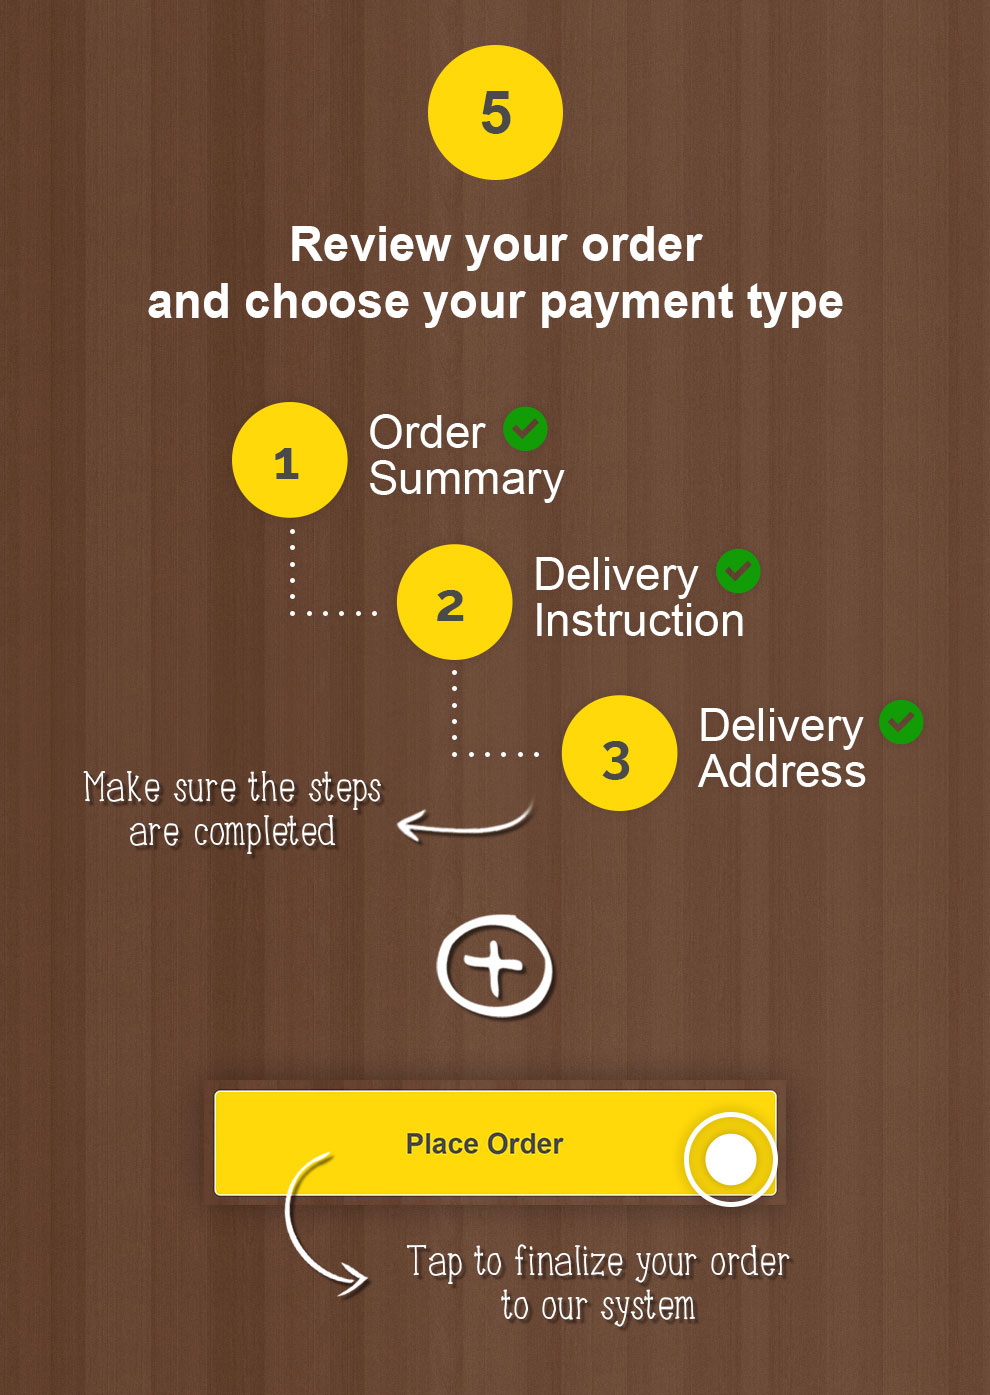 5
Review your order
and choose your payment type
1
Order
Summary
2
Delivery
Instruction
3
Delivery
Address
Make sure the steps
are completed
Place Order
Tap to finalize your order
to our system